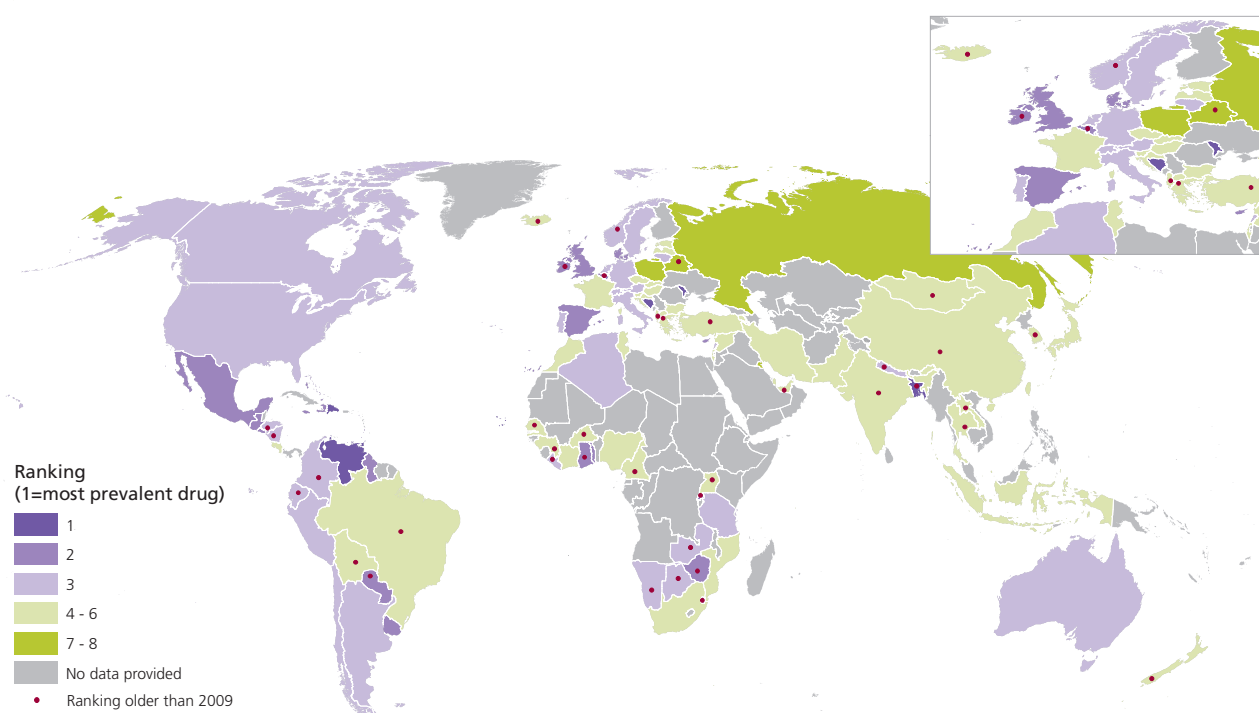 Ranking
(1=most prevalent drug)
1
2
3
4 - 6
7 - 8
No data provided
Ranking older than 2009